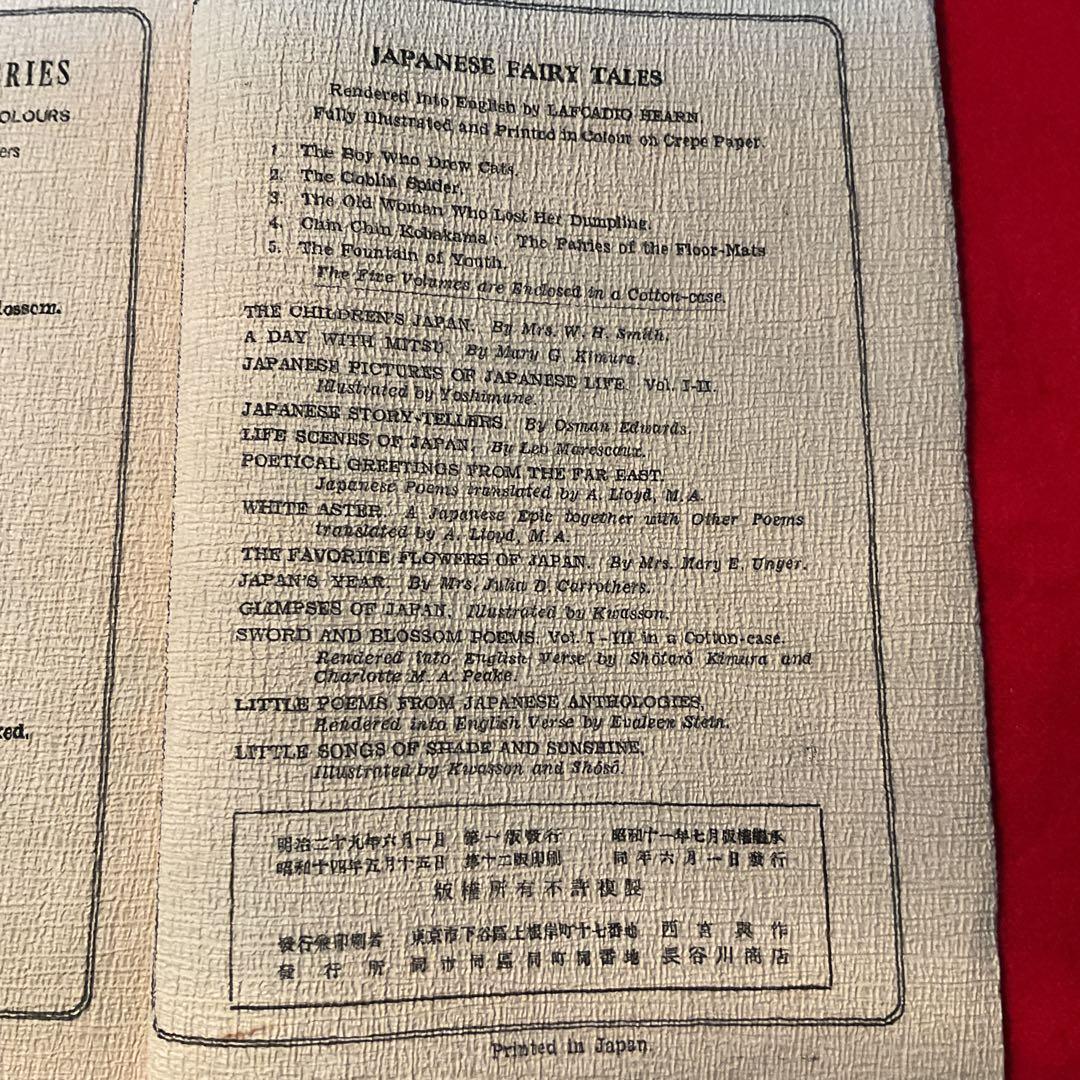 RIES
OLOURS
ers
lossom.
ked.
JAPANESE FAIRY TALES
Rendered into English by LAFCADIO HEARN.
Fully Illustrated and Printed in Colour on Crepe Paper.
1. The Boy Who Drew Cats.
2. The Goblin Spider.
3. The Old Woman Who Lost Her Dumpling.
4. Chin Chin Kobakama: The Fairies of the Floor-Mats
5. The Fountain of Youth.
The Five Volumes are Enclosed in a Cotton-case.
THE CHILDREN'S JAPAN. By Mrs. W. H. Smith.
A DAY WITH MITSU. By Mary G. Kimura.
JAPANESE PICTURES OF JAPANESE LIFE. Vol. I-II.
Illustrated by Yoshimune.
JAPANESE STORY-TELLERS. By Osman Edwards.
LIFE SCENES OF JAPAN. By Leo Marescaux.
POETICAL GREETINGS FROM THE FAR EAST.
Japanese Poems translated by A. Lloyd, M. A.
WHITE ASTER. A Japanese Epic together with Other Poems
translated by A. Lloyd, M. A.
THE FAVORITE FLOWERS OF JAPAN. By Mrs. Mary E. Unger.
JAPAN'S YEAR. By Mrs. Julia D. Carrothers.
GLIMPSES OF JAPAN. Illustrated by Kwasson.
SWORD AND BLOSSOM POEMS. Vol. I-III in a Cotton-case.
Rendered into English Verse by Shōtarō Kimura and
Charlotte M. A. Peake.
LITTLE POEMS FROM JAPANESE ANTHOLOGIES,
Rendered into English Verse by Evaleen Stein.
LITTLE SONGS OF SHADE AND SUNSHINE.
Illustrated by Kwasson and Shōsō.
明治二十九年六月一日 第一版發行 昭和十一年七月版權繼承
昭和十四年五月十五日 第十二版印刷 同年六月一日發行
版權所有不許複製
發行兼印刷者 東京市下谷區上根岸町十七番地 西宮與作
發行所 同市同區同町同番地 長谷川商店
Printed in Japan.